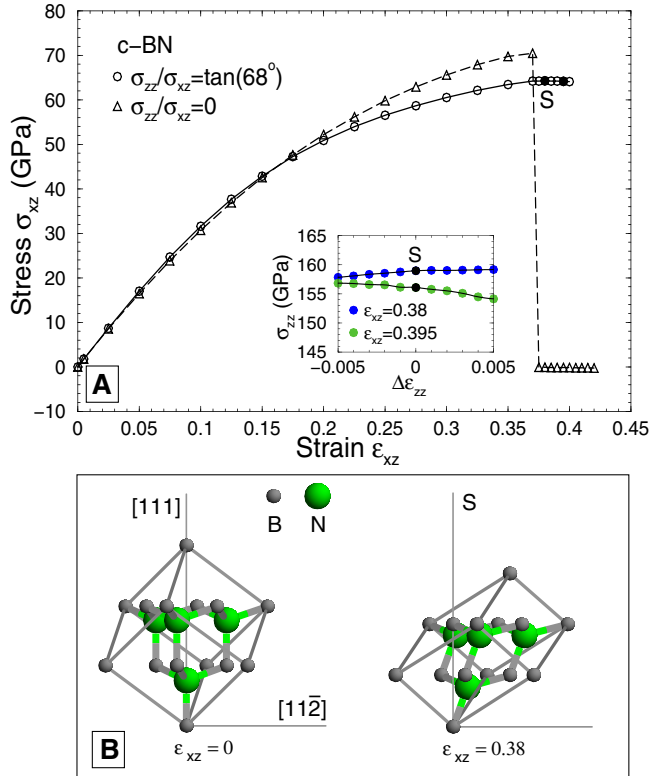 80
70
60
50
40
30
20
10
0
−10
Stress σxz (GPa)
c−BN
σzz/σxz=tan(68°)
σzz/σxz=0
S
165
160
155
150
145
σzz (GPa)
S
εxz=0.38
εxz=0.395
−0.005 0 0.005
Δεzz
A
0 0.05 0.1 0.15 0.2 0.25 0.3 0.35 0.4 0.45
Strain εxz
[111]
B N
S
[112̄]
B
εxz = 0
εxz = 0.38